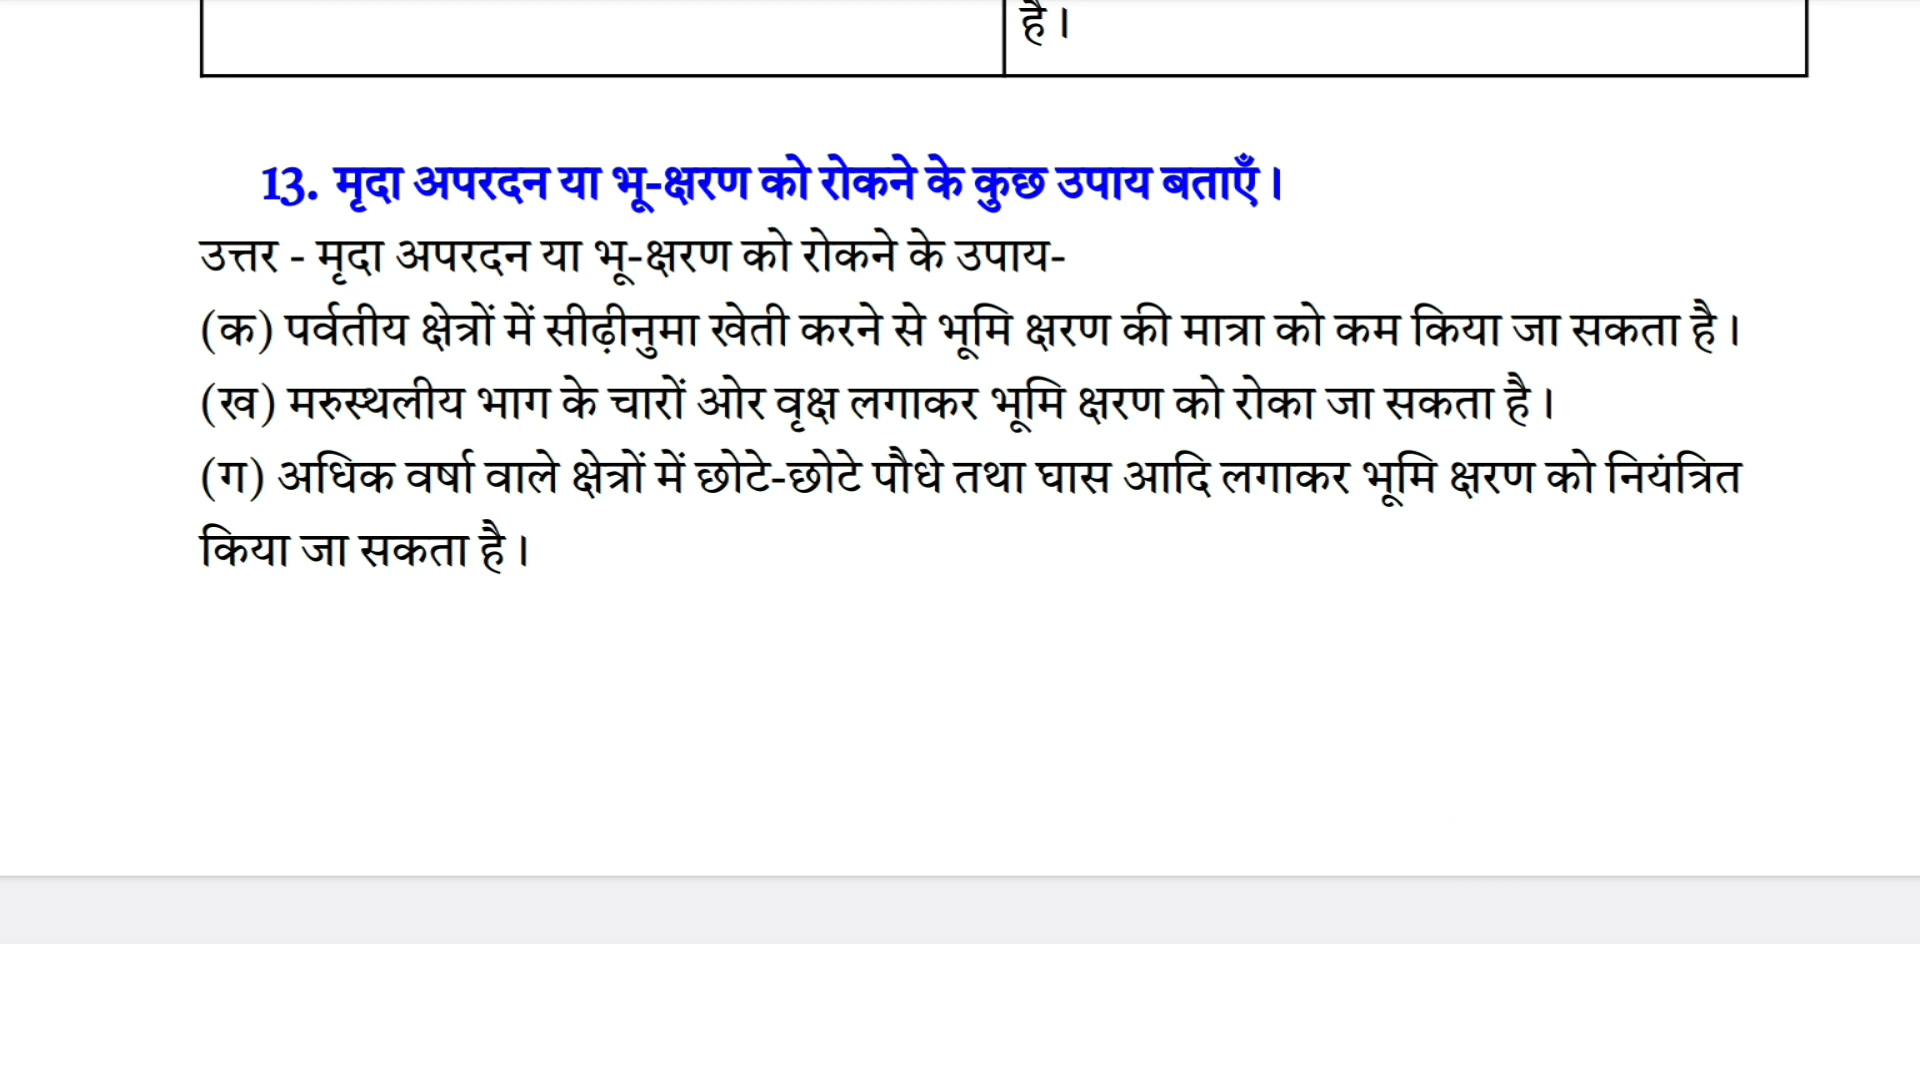 है।
13. मृदा अपरदन या भू-क्षरण को रोकने के कुछ उपाय बताएँ।
उत्तर - मृदा अपरदन या भू-क्षरण को रोकने के उपाय-
(क) पर्वतीय क्षेत्रों में सीढ़ीनुमा खेती करने से भूमि क्षरण की मात्रा को कम किया जा सकता है।
(ख) मरुस्थलीय भाग के चारों ओर वृक्ष लगाकर भूमि क्षरण को रोका जा सकता है।
(ग) अधिक वर्षा वाले क्षेत्रों में छोटे-छोटे पौधे तथा घास आदि लगाकर भूमि क्षरण को नियंत्रित
किया जा सकता है।